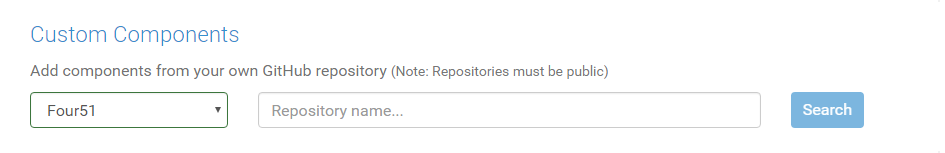 Custom Components
Add components from your own GitHub repository (Note: Repositories must be public)
Four51 Repository name... Search